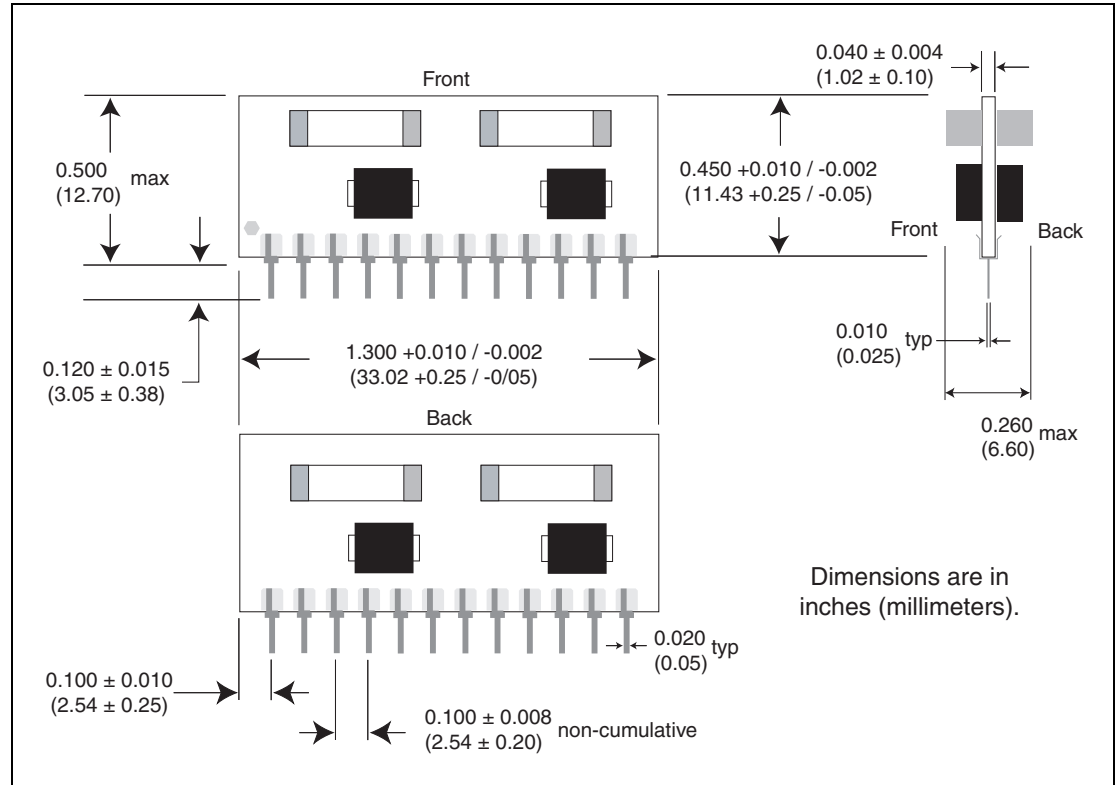 Front
0.500 max
(12.70)
0.450 +0.010 / -0.002
(11.43 +0.25 / -0.05)
0.040 ± 0.004
(1.02 ± 0.10)
Front
Back
0.010 typ
(0.025)
0.260 max
(6.60)
0.120 ± 0.015
(3.05 ± 0.38)
1.300 +0.010 / -0.002
(33.02 +0.25 / -0/05)
Back
Dimensions are in
inches (millimeters).
0.020 typ
(0.05)
0.100 ± 0.010
(2.54 ± 0.25)
0.100 ± 0.008 non-cumulative
(2.54 ± 0.20)